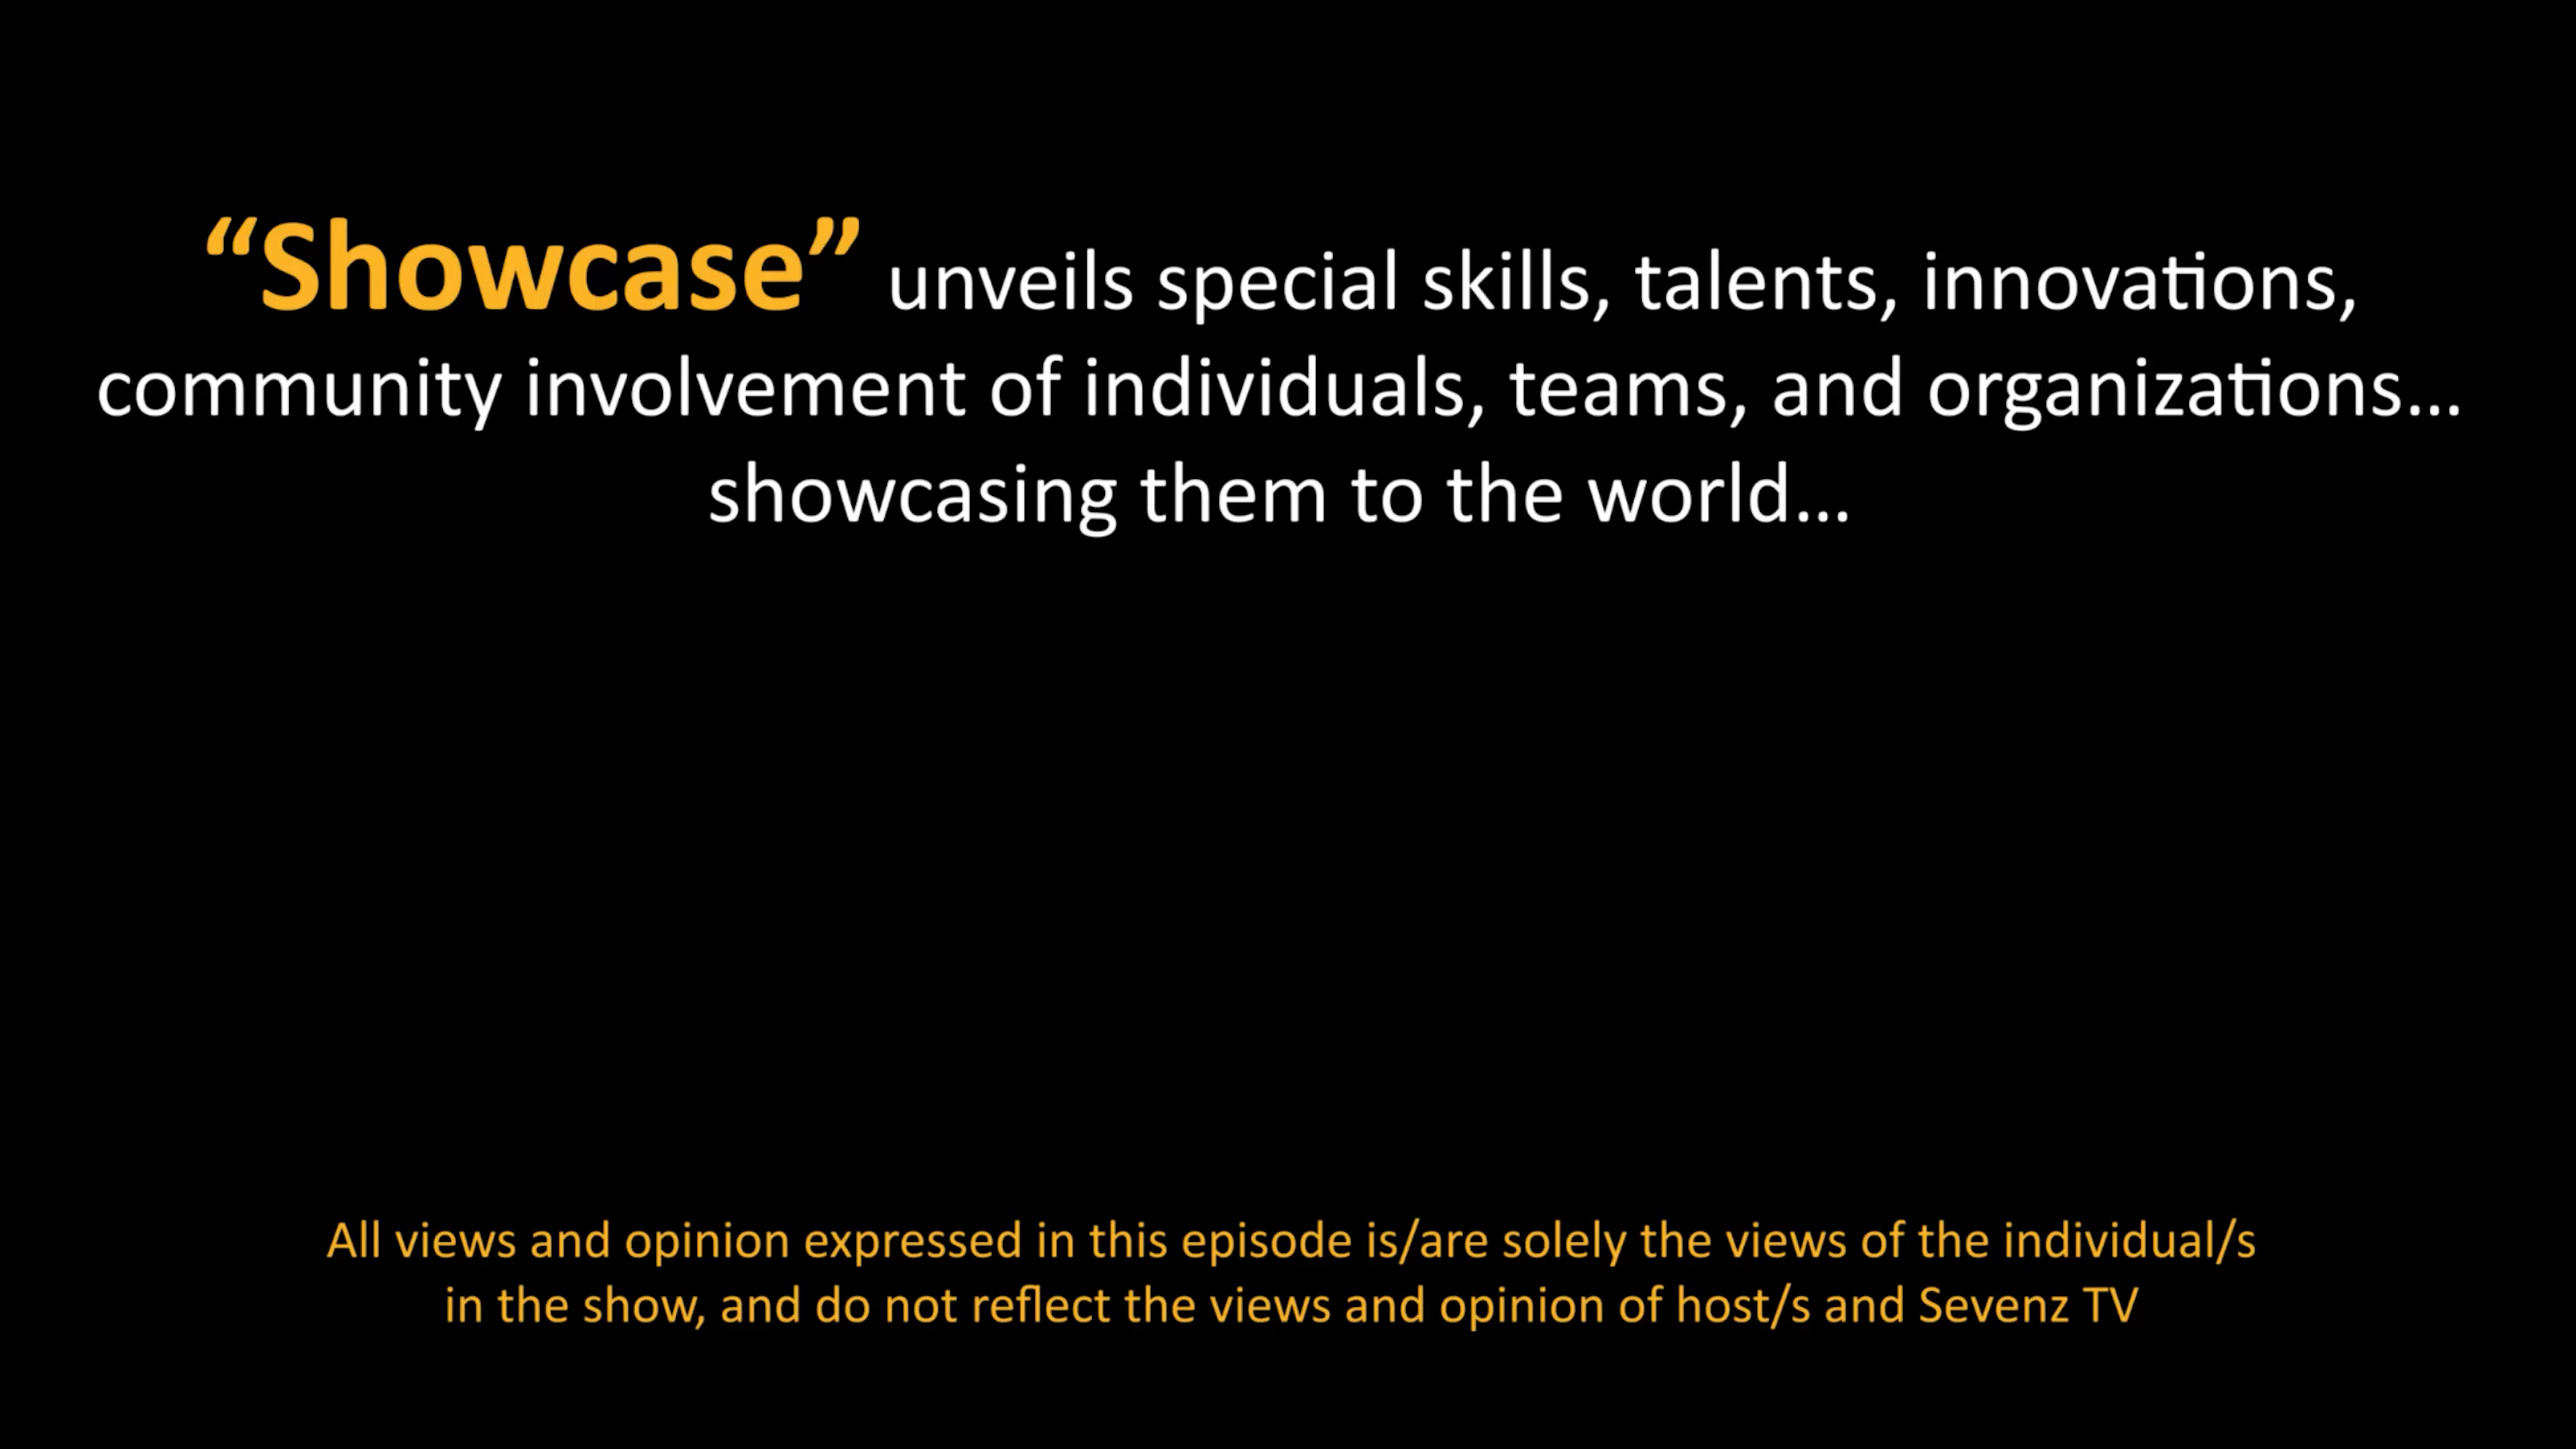 “Showcase” unveils special skills, talents, innovations,
community involvement of individuals, teams, and organizations...
showcasing them to the world...
All views and opinion expressed in this episode is/are solely the views of the individual/s
in the show, and do not reflect the views and opinion of host/s and Sevenz TV